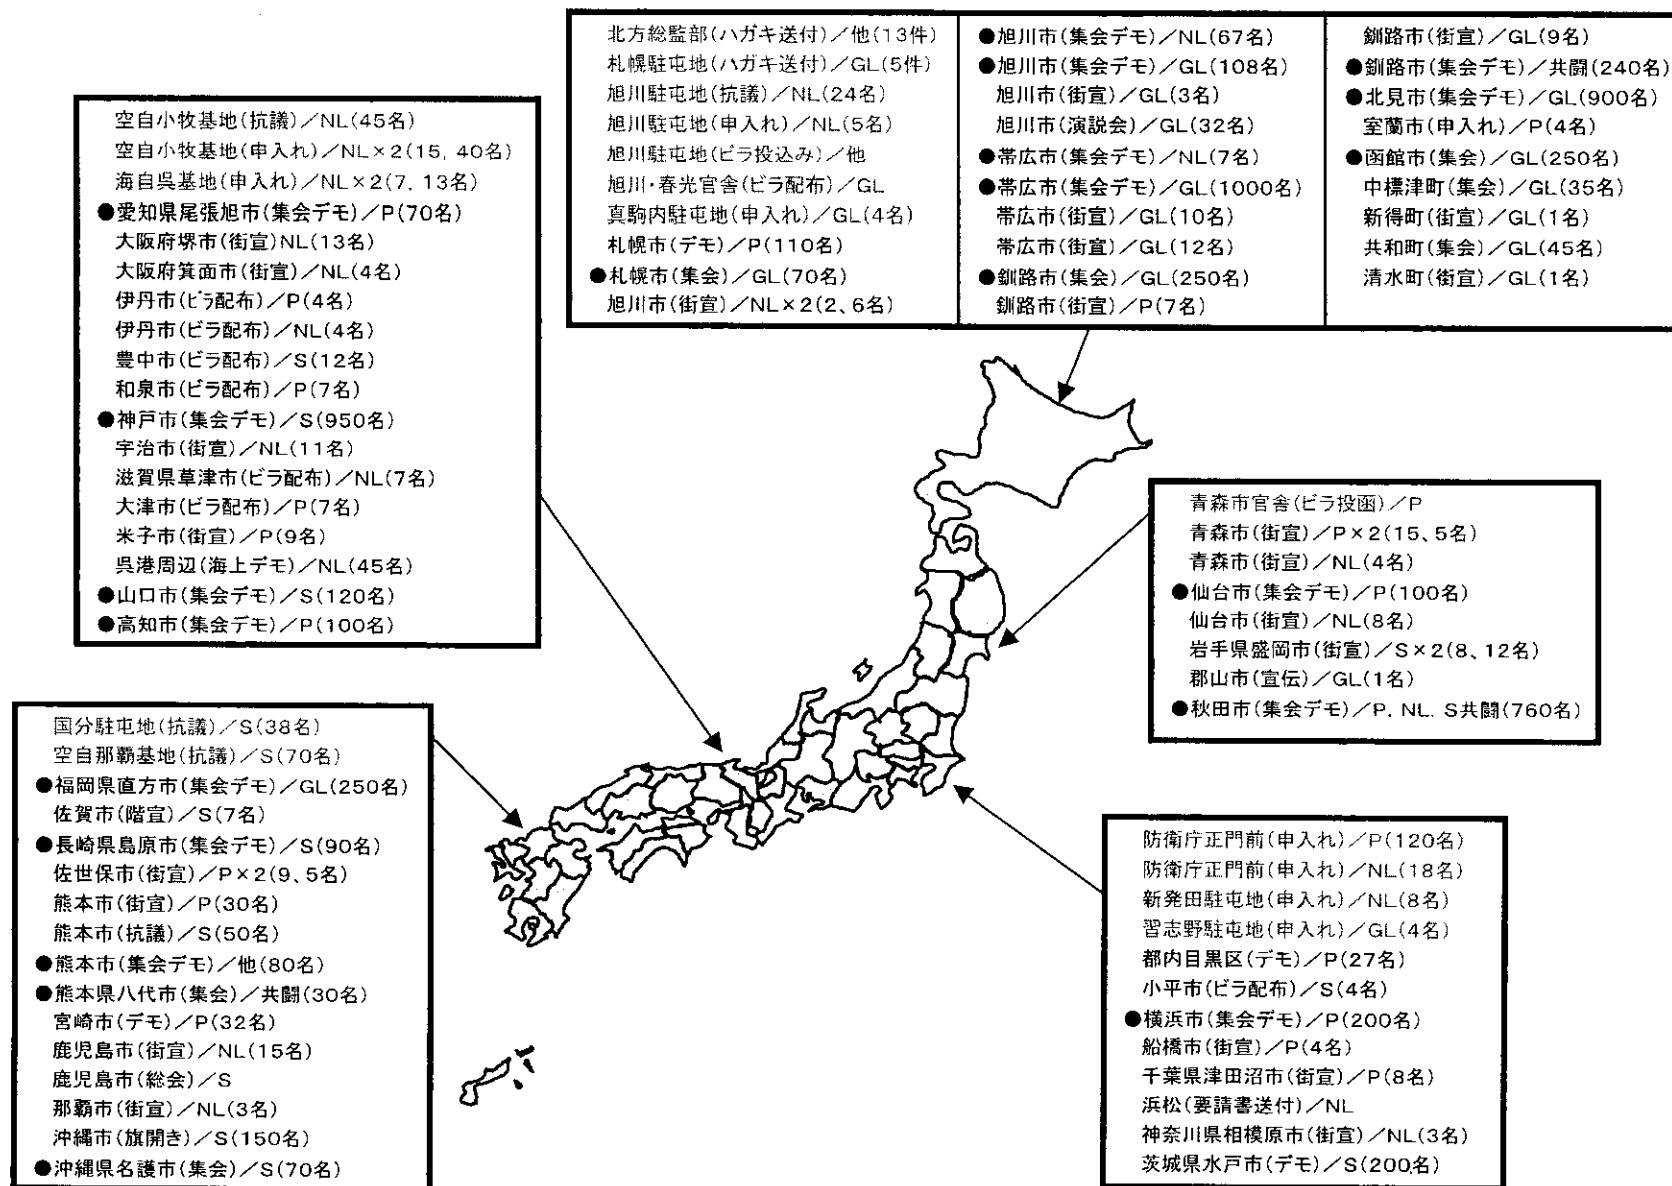 北方総監部(ハガキ送付)／他(13件)
札幌駐屯地(ハガキ送付)／GL(5件)
旭川駐屯地(抗議)／NL(24名)
旭川駐屯地(申入れ)／NL(5名)
旭川駐屯地(ビラ投込み)／他
旭川・春光官舎(ビラ配布)／GL
真駒内駐屯地(申入れ)／GL(4名)
札幌市(デモ)／P(110名)
●札幌市(集会)／GL(70名)
旭川市(街宣)／NL×2(2、6名)
●旭川市(集会デモ)／NL(67名)
●旭川市(集会デモ)／GL(108名)
旭川市(街宣)／GL(3名)
旭川市(演説会)／GL(32名)
●帯広市(集会デモ)／NL(7名)
●帯広市(集会デモ)／GL(1000名)
帯広市(街宣)／GL(10名)
帯広市(街宣)／GL(12名)
●釧路市(集会)／GL(250名)
釧路市(街宣)／P(7名)
釧路市(街宣)／GL(9名)
●釧路市(集会デモ)／共闘(240名)
●北見市(集会デモ)／GL(900名)
室蘭市(申入れ)／P(4名)
●函館市(集会)／GL(250名)
中標津町(集会)／GL(35名)
新得町(街宣)／GL(1名)
共和町(集会)／GL(45名)
清水町(街宣)／GL(1名)
空自小牧基地(抗議)／NL(45名)
空自小牧基地(申入れ)／NL×2(15, 40名)
海自呉基地(申入れ)／NL×2(7, 13名)
●愛知県尾張旭市(集会デモ)／P(70名)
大阪府堺市(街宣)NL(13名)
大阪府箕面市(街宣)／NL(4名)
伊丹市(ビラ配布)／P(4名)
伊丹市(ビラ配布)／NL(4名)
豊中市(ビラ配布)／S(12名)
和泉市(ビラ配布)／P(7名)
●神戸市(集会デモ)／S(950名)
宇治市(街宣)／NL(11名)
滋賀県草津市(ビラ配布)／NL(7名)
大津市(ビラ配布)／P(7名)
米子市(街宣)／P(9名)
呉港周辺(海上デモ)／NL(45名)
●山口市(集会デモ)／S(120名)
●高知市(集会デモ)／P(100名)
青森市官舎(ビラ投函)／P
青森市(街宣)／P×2(15、5名)
青森市(街宣)／NL(4名)
●仙台市(集会デモ)／P(100名)
仙台市(街宣)／NL(8名)
岩手県盛岡市(街宣)／S×2(8、12名)
郡山市(宣伝)／GL(1名)
●秋田市(集会デモ)／P. NL. S共闘(760名)
国分駐屯地(抗議)／S(38名)
空自那覇基地(抗議)／S(70名)
●福岡県直方市(集会デモ)／GL(250名)
佐賀市(階宣)／S(7名)
●長崎県島原市(集会デモ)／S(90名)
佐世保市(街宣)／P×2(9、5名)
熊本市(街宣)／P(30名)
熊本市(抗議)／S(50名)
●熊本市(集会デモ)／他(80名)
●熊本県八代市(集会)／共闘(30名)
宮崎市(デモ)／P(32名)
鹿児島市(街宣)／NL(15名)
鹿児島市(総会)／S
那覇市(街宣)／NL(3名)
沖縄市(旗開き)／S(150名)
●沖縄県名護市(集会)／S(70名)
防衛庁正門前(申入れ)／P(120名)
防衛庁正門前(申入れ)／NL(18名)
新発田駐屯地(申入れ)／NL(8名)
習志野駐屯地(申入れ)／GL(4名)
都内目黒区(デモ)／P(27名)
小平市(ビラ配布)／S(4名)
●横浜市(集会デモ)／P(200名)
船橋市(街宣)／P(4名)
千葉県津田沼市(街宣)／P(8名)
浜松(要請書送付)／NL
神奈川県相模原市(街宣)／NL(3名)
茨城県水戸市(デモ)／S(200名)